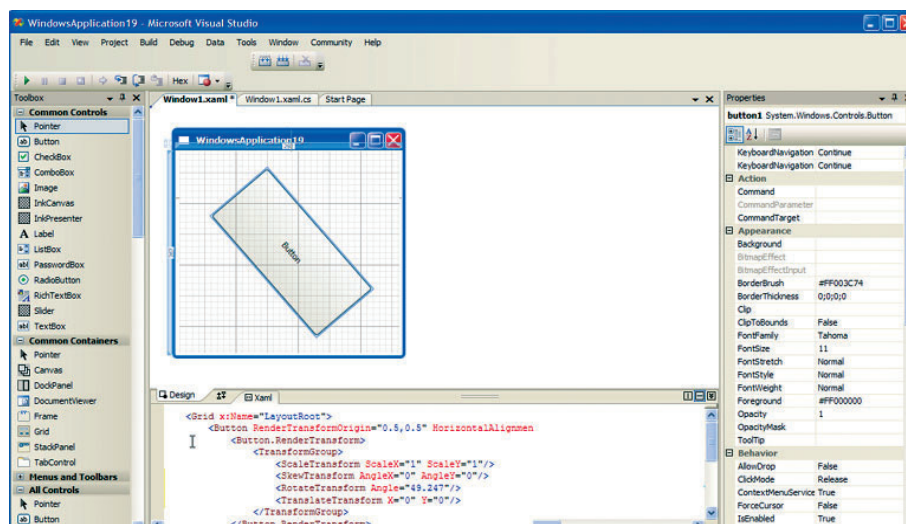 WindowsApplication19 - Microsoft Visual Studio
File Edit View Project Build Debug Data Tools Window Community Help
Hex
Toolbox
Common Controls
Pointer
Button
CheckBox
ComboBox
Image
InkCanvas
InkPresenter
Label
ListBox
PasswordBox
RadioButton
RichTextBox
Slider
TextBox
Common Containers
Pointer
Canvas
DockPanel
DocumentViewer
Frame
Grid
StackPanel
TabControl
Menus and Toolbars
All Controls
Pointer
Button
Window1.xaml * Window1.xaml.cs Start Page
WindowsApplication19
Button
Design Xaml
<Grid x:Name="LayoutRoot">
<Button RenderTransformOrigin="0.5,0.5" HorizontalAlignmen
<Button.RenderTransform>
<TransformGroup>
<ScaleTransform ScaleX="1" ScaleY="1"/>
<SkewTransform AngleX="0" AngleY="0"/>
<RotateTransform Angle="49.247"/>
<TranslateTransform X="0" Y="0"/>
</TransformGroup>
</Button.RenderTransform>
Properties
button1 System.Windows.Controls.Button
KeyboardNavigation Continue
KeyboardNavigation Continue
Action
Command
CommandParameter
CommandTarget
Appearance
Background
BitmapEffect
BitmapEffectInput
BorderBrush #FF003C74
BorderThickness 0;0;0;0
Clip
ClipToBounds False
FontFamily Tahoma
FontSize 11
FontStretch Normal
FontStyle Normal
FontWeight Normal
Foreground #FF000000
Opacity 1
OpacityMask
ToolTip
Behavior
AllowDrop False
ClickMode Release
ContextMenuService True
ForceCursor False
IsEnabled True